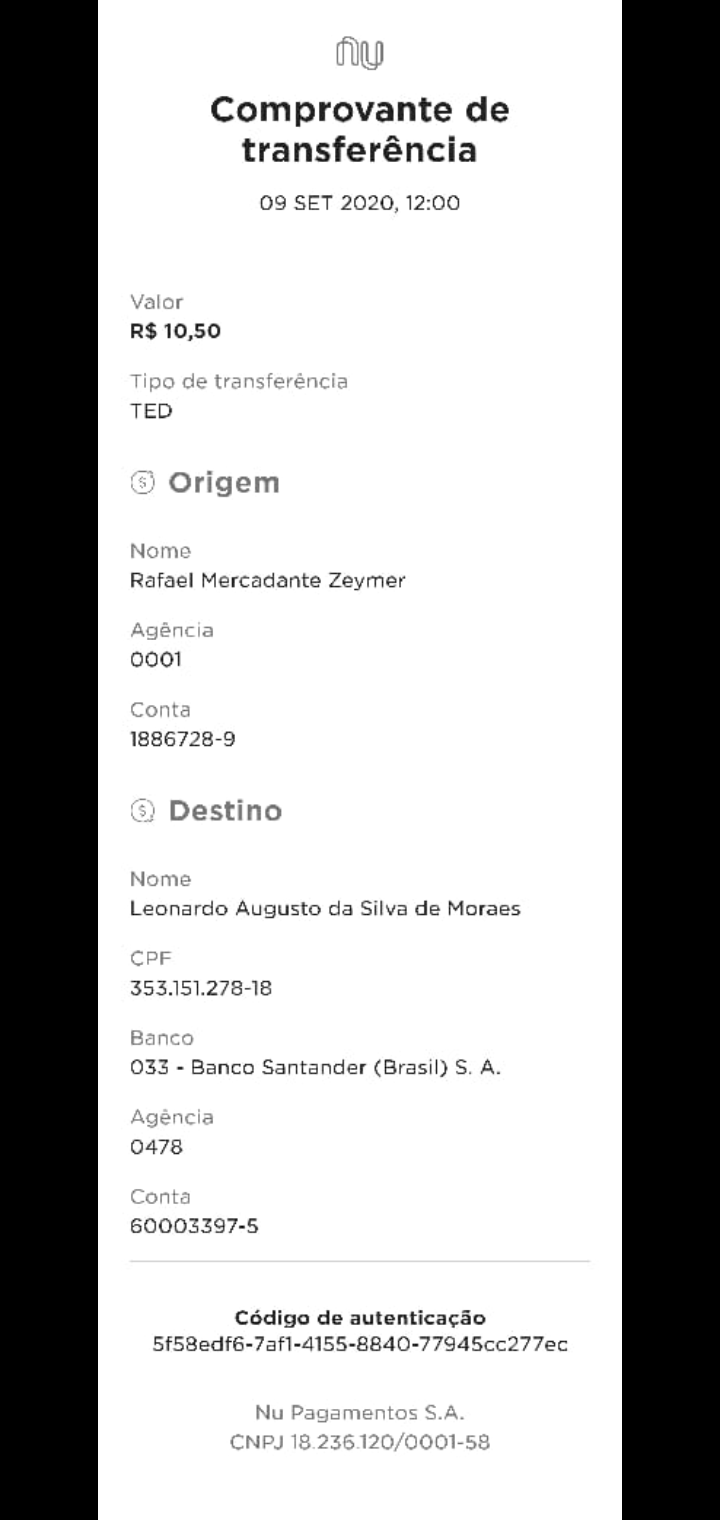 nu
Comprovante de
transferência
09 SET 2020, 12:00
Valor
R$ 10,50
Tipo de transferência
TED
Origem
Nome
Rafael Mercadante Zeymer
Agência
0001
Conta
1886728-9
Destino
Nome
Leonardo Augusto da Silva de Moraes
CPF
353.151.278-18
Banco
033 - Banco Santander (Brasil) S. A.
Agência
0478
Conta
60003397-5
Código de autenticação
5f58edf6-7af1-4155-8840-77945cc277ec
Nu Pagamentos S.A.
CNPJ 18.236.120/0001-58